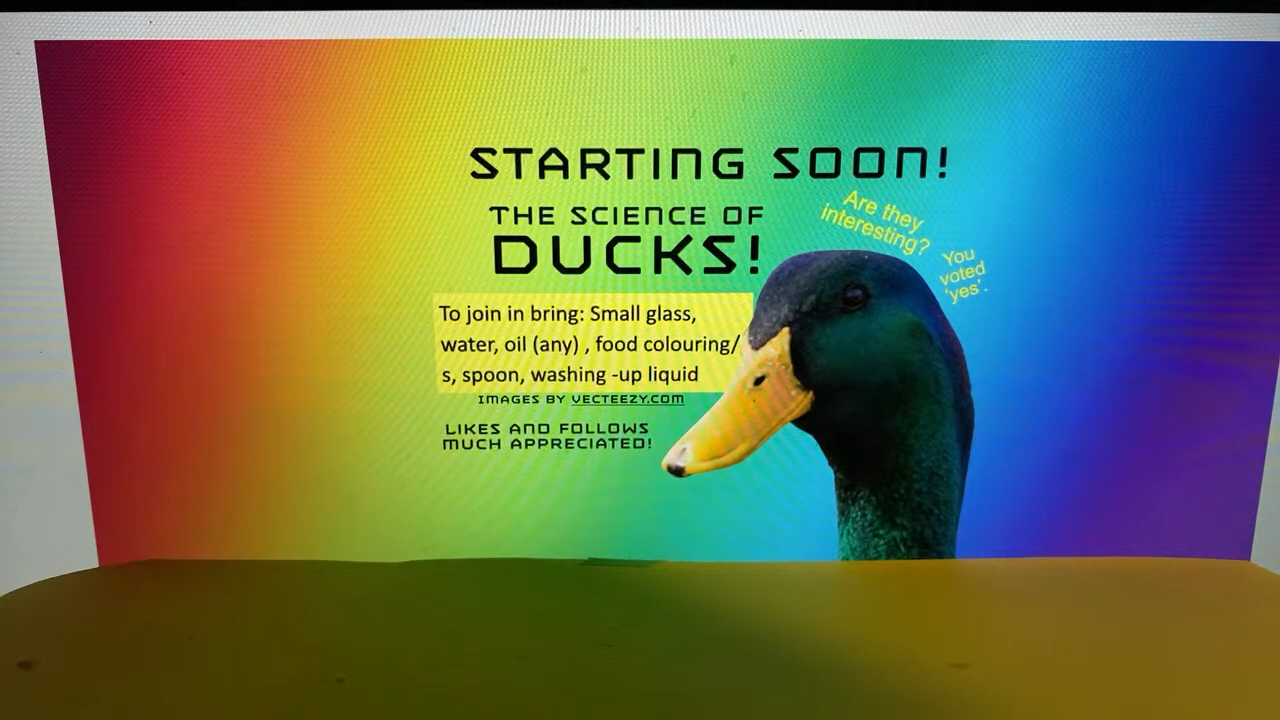 STARTING SOON!
THE SCIENCE OF
DUCKS!
Are they
interesting?
You
voted
'yes'.
To join in bring: Small glass,
water, oil (any) , food colouring/
s, spoon, washing -up liquid
IMAGES BY VECTEEZY.COM
LIKES AND FOLLOWS
MUCH APPRECIATED!